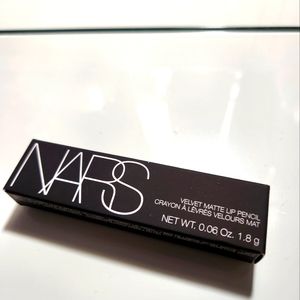 NARS
VELVET MATTE LIP PENCIL
CRAYON À LÈVRES VELOURS MAT
NET WT. 0.06 Oz. 1.8 g